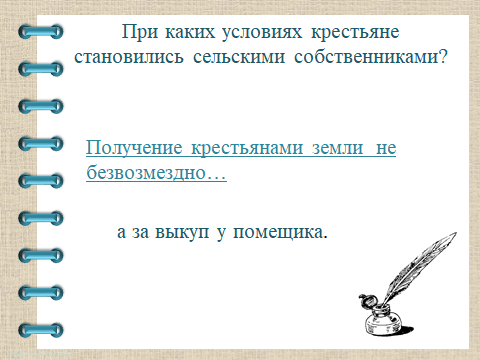 При каких условиях крестьяне
становились сельскими собственниками?
Получение крестьянами земли не
безвозмездно…
а за выкуп у помещика.